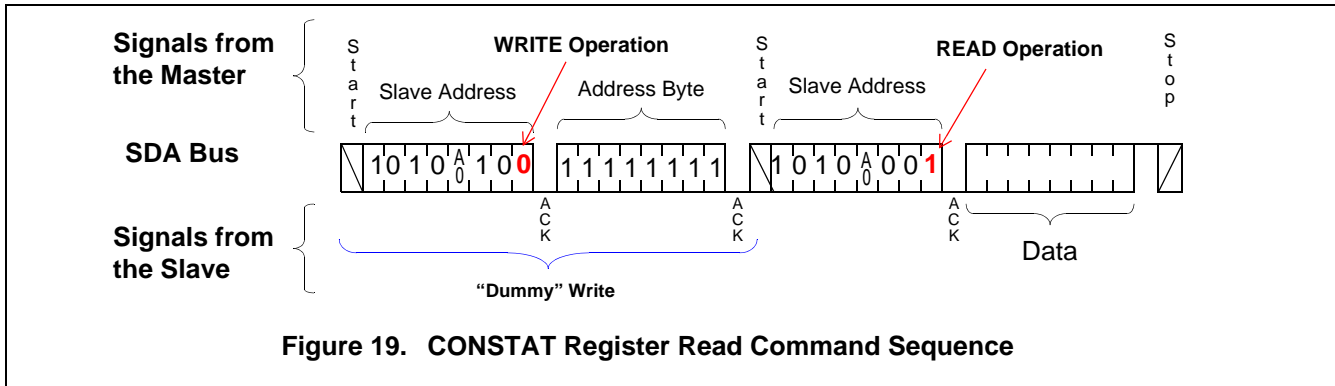 Signals from
the Master
Start
WRITE Operation
Start
READ Operation
Stop
Slave Address
Address Byte
Slave Address
SDA Bus
1 0 1 0 A0 1 0 0
1 1 1 1 1 1 1 1
1 0 1 0 A0 0 0 1
ACK
ACK
ACK
Signals from
the Slave
Data
“Dummy” Write
Figure 19. CONSTAT Register Read Command Sequence